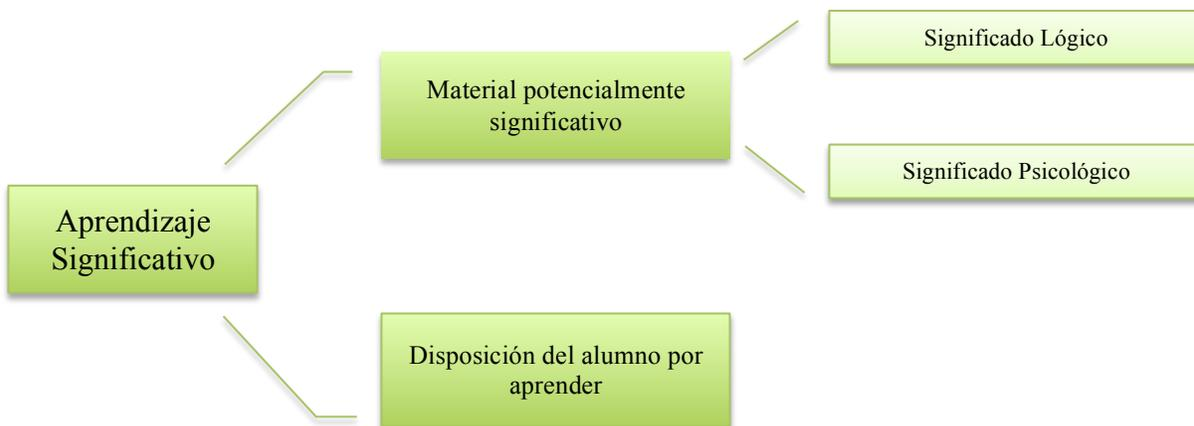 Aprendizaje
Significativo
Material potencialmente
significativo
Significado Lógico
Significado Psicológico
Disposición del alumno por
aprender